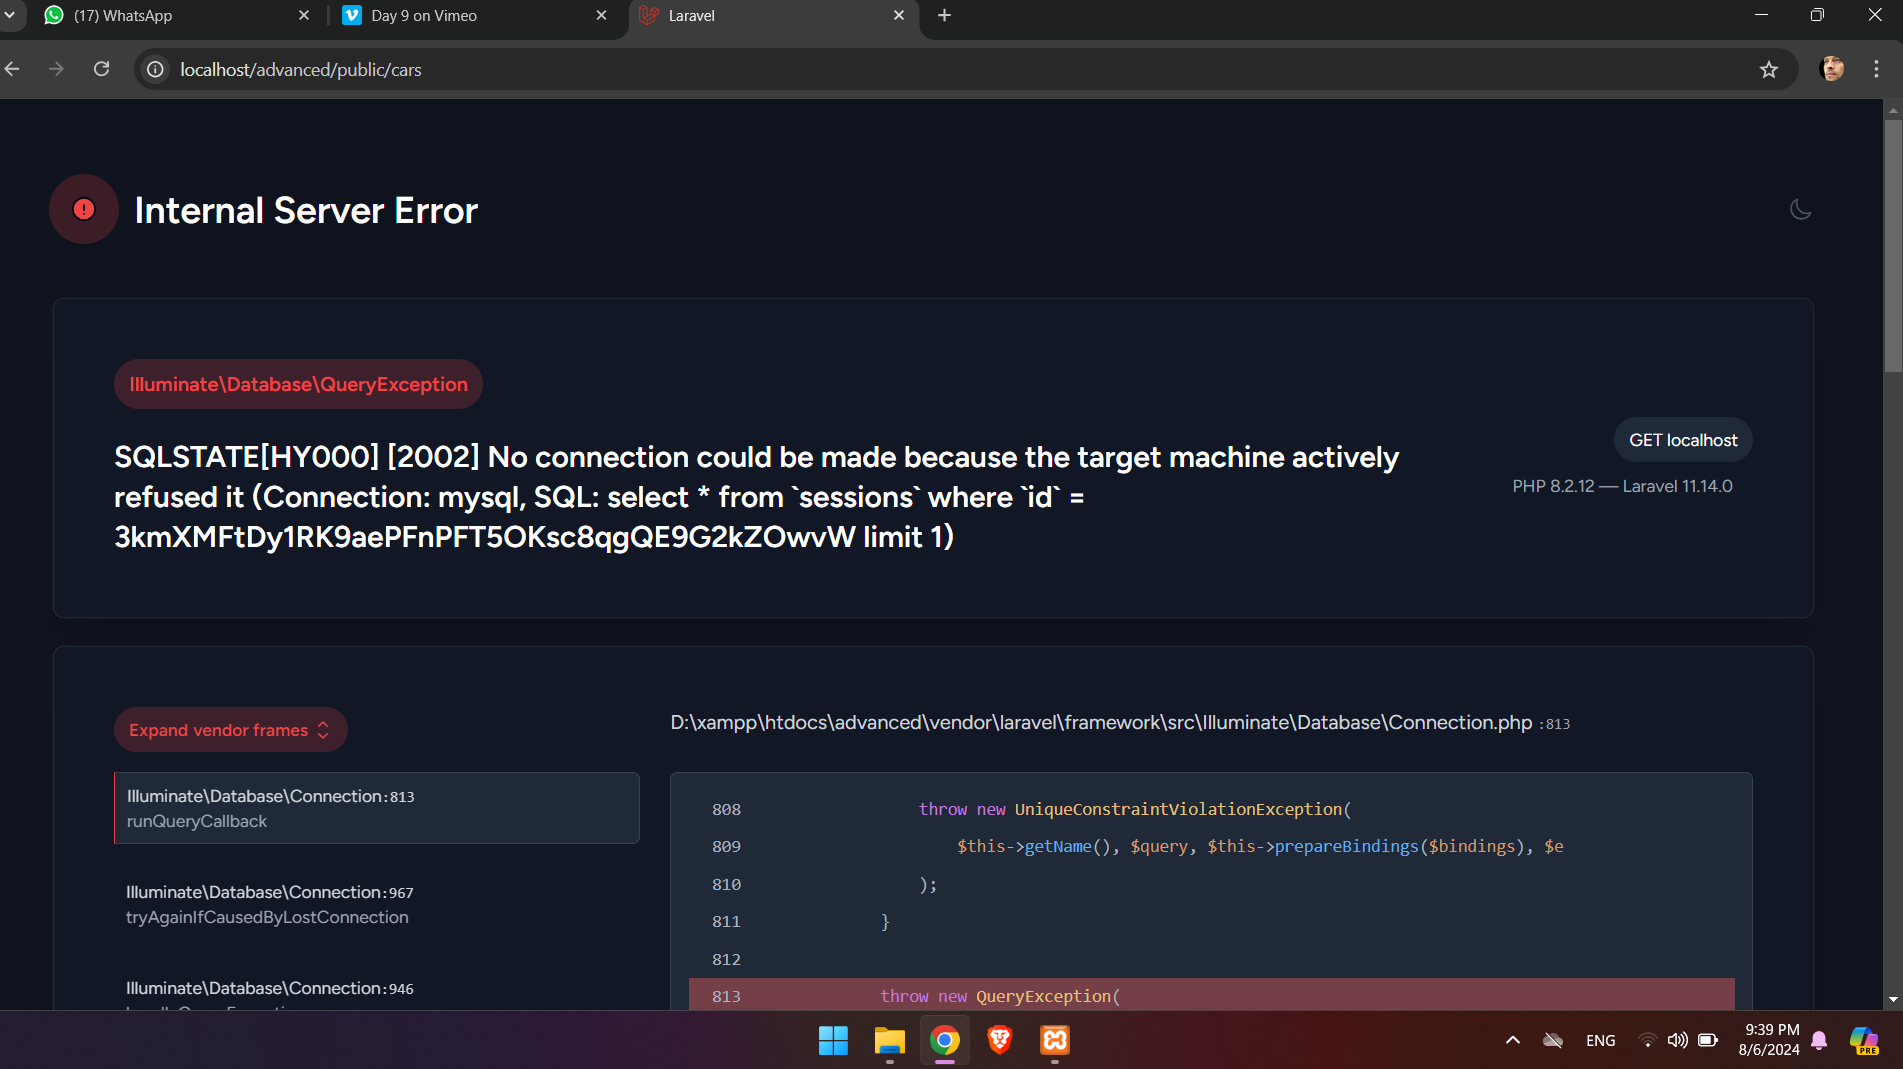 (17) WhatsApp
Day 9 on Vimeo
Laravel
localhost/advanced/public/cars
Internal Server Error
Illuminate\Database\QueryException
SQLSTATE[HY000] [2002] No connection could be made because the target machine actively
refused it (Connection: mysql, SQL: select * from `sessions` where `id` =
3kmXMFtDy1RK9aePFnPFT5OKsc8qgQE9G2kZOwvW limit 1)
GET localhost
PHP 8.2.12 — Laravel 11.14.0
Expand vendor frames
D:\xampp\htdocs\advanced\vendor\laravel\framework\src\Illuminate\Database\Connection.php :813
Illuminate\Database\Connection:813
runQueryCallback
Illuminate\Database\Connection:967
tryAgainIfCausedByLostConnection
Illuminate\Database\Connection:946
808 throw new UniqueConstraintViolationException(
809 $this->getName(), $query, $this->prepareBindings($bindings), $e
810 );
811 }
812
813 throw new QueryException(
ENG
9:39 PM
8/6/2024
PRE